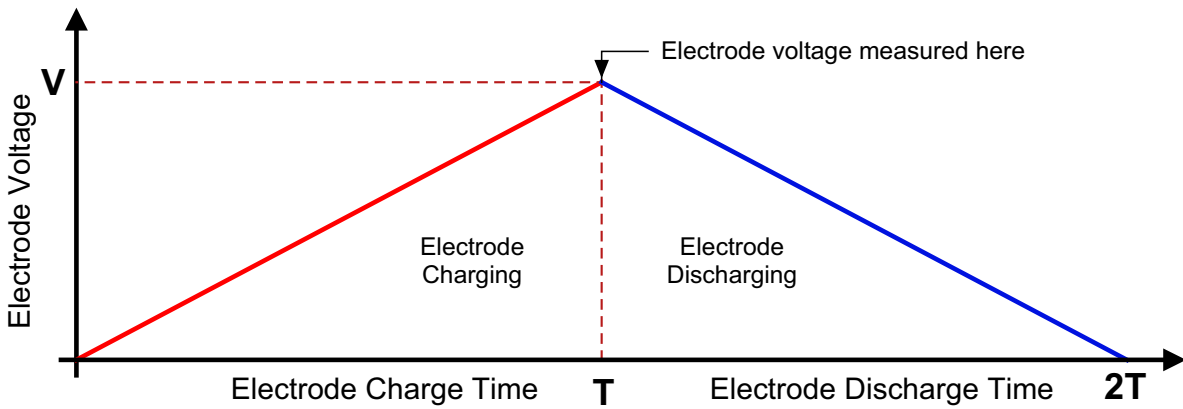 Electrode voltage measured here
V
Electrode Voltage
Electrode
Charging
Electrode
Discharging
Electrode Charge Time
T
Electrode Discharge Time
2T